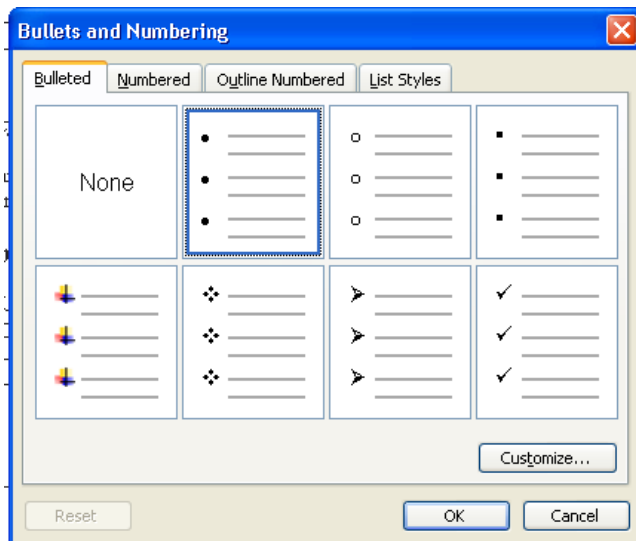 Bullets and Numbering
Bulleted Numbered Outline Numbered List Styles
None
Customize...
Reset OK Cancel